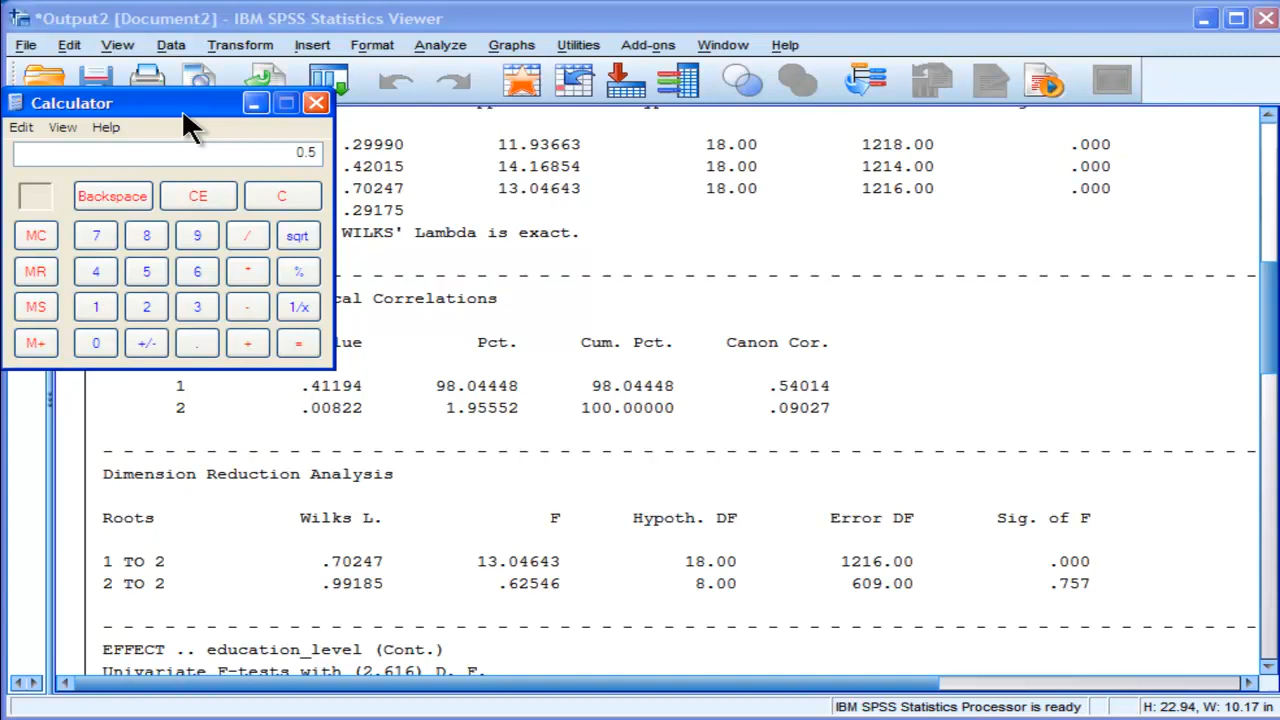 *Output2 [Document2] - IBM SPSS Statistics Viewer
File Edit View Data Transform Insert Format Analyze Graphs Utilities Add-ons Window Help
Calculator
Edit View Help
0.5
Backspace CE C
MC 7 8 9 / sqrt
MR 4 5 6 * %
MS 1 2 3 - 1/x
M+ 0 +/- . + =
.29990 11.93663 18.00 1218.00 .000
.42015 14.16854 18.00 1214.00 .000
.70247 13.04643 18.00 1216.00 .000
.29175
WILKS' Lambda is exact.
- - - - - - - - - - - - - - - - - - - - - - - - - - - - - - - - - -
cal Correlations
lue Pct. Cum. Pct. Canon Cor.
1 .41194 98.04448 98.04448 .54014
2 .00822 1.95552 100.00000 .09027
- - - - - - - - - - - - - - - - - - - - - - - - - - - - - - - - - - - - - - - - - -
Dimension Reduction Analysis
Roots Wilks L. F Hypoth. DF Error DF Sig. of F
1 TO 2 .70247 13.04643 18.00 1216.00 .000
2 TO 2 .99185 .62546 8.00 609.00 .757
- - - - - - - - - - - - - - - - - - - - - - - - - - - - - - - - - - - - - - - - - -
EFFECT .. education_level (Cont.)
Univariate F-tests with (2,616) D. F.
IBM SPSS Statistics Processor is ready H: 22.94, W: 10.17 in